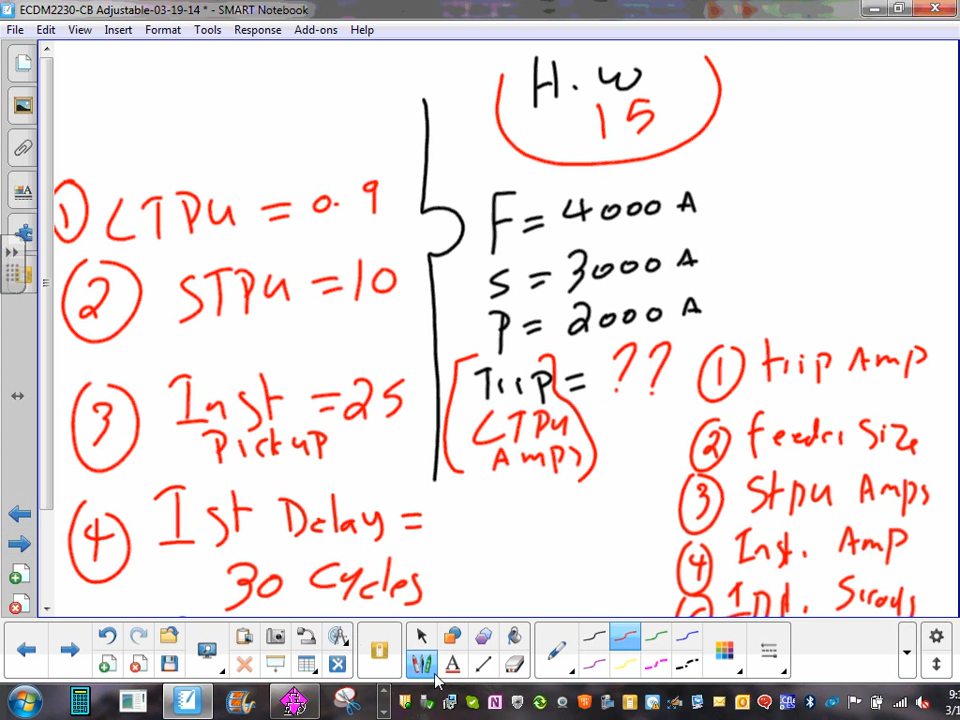 ECDM2230-CB Adjustable-03-19-14 * - SMART Notebook
File Edit View Insert Format Tools Response Add-ons Help
H.W
15
① LTPU = 0.9
② STPU = 10
③ Inst = 25
Pickup
④ Ist Delay =
30 Cycles
F = 4000 A
S = 3000 A
P = 2000 A
Trip = ??
LTPU
Amps
① Trip Amp
② Feeder Size
③ Stpu Amps
④ Inst. Amp